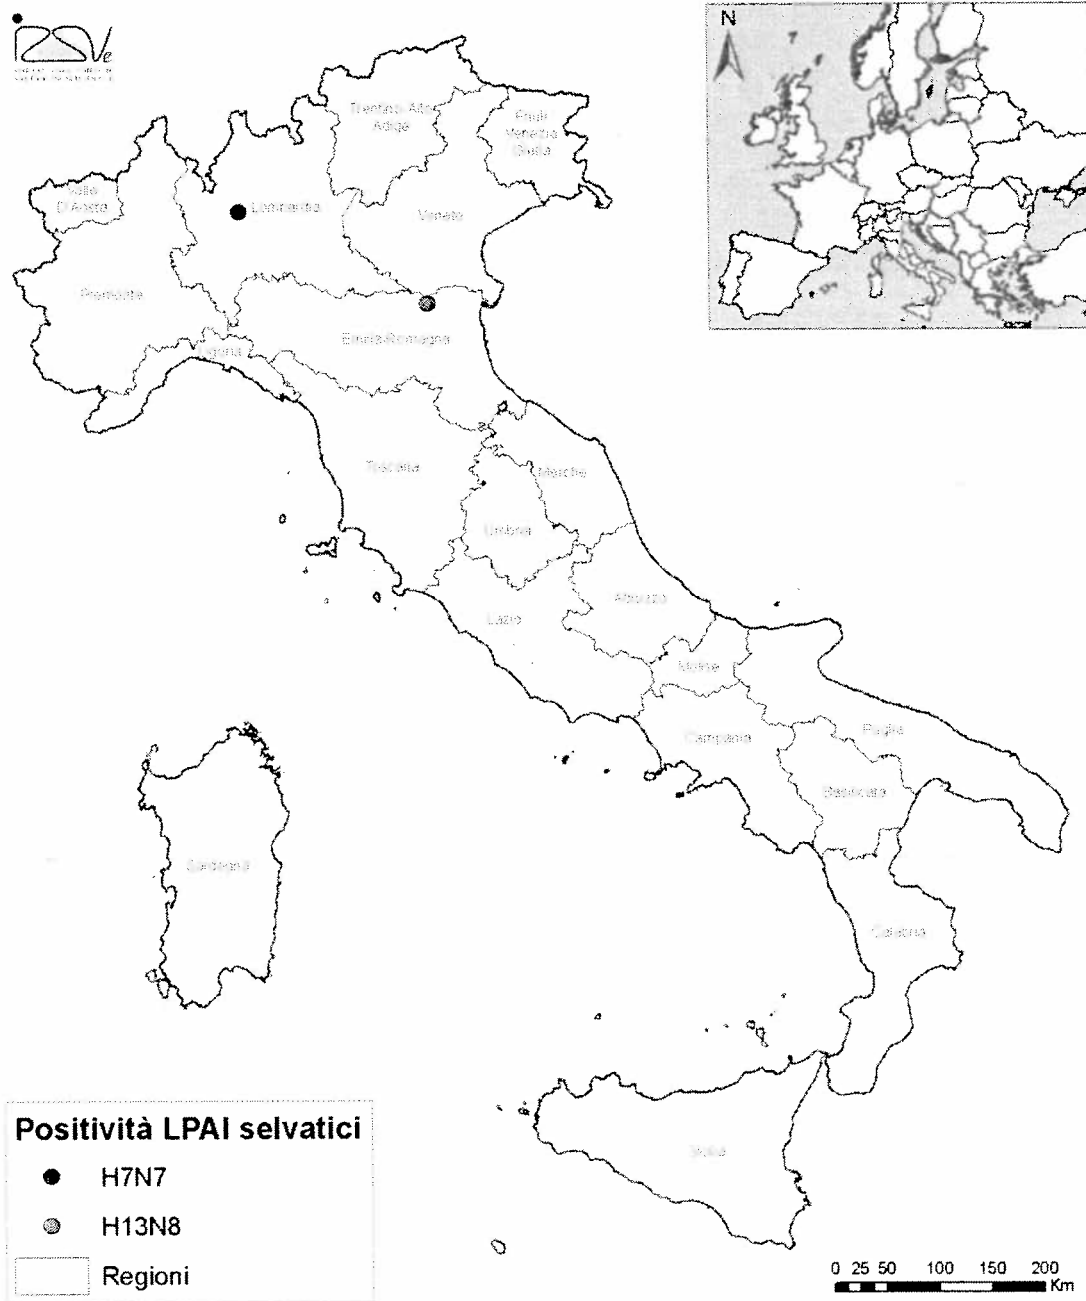 N
Trentino Alto
Adige
Friuli
Venezia
Giulia
Valle
D'Aosta
Lombardia
Veneto
Piemonte
Emilia-Romagna
Liguria
Toscana
Marche
Umbria
Abruzzo
Lazio
Molise
Campania
Puglia
Basilicata
Sardegna
Calabria
Sicilia
Positività LPAI selvatici
H7N7
H13N8
Regioni
0 25 50 100 150 200
Km